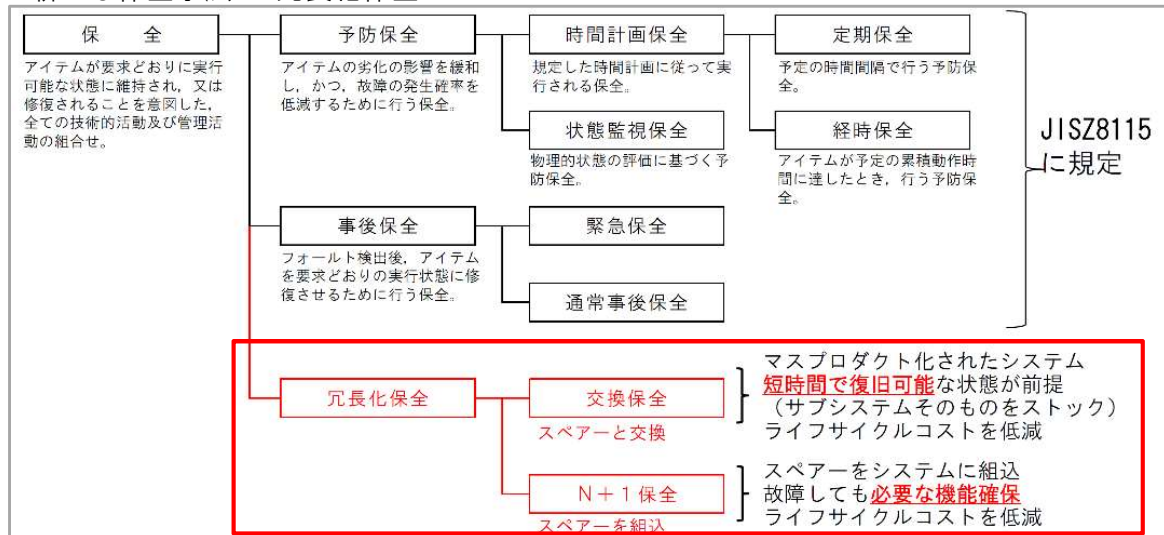 保　全
予防保全
時間計画保全
定期保全
アイテムが要求どおりに実行
可能な状態に維持され，又は
修復されることを意図した，
全ての技術的活動及び管理活
動の組合せ。
アイテムの劣化の影響を緩和
し，かつ，故障の発生確率を
低減するために行う保全。
規定した時間計画に従って実
行される保全。
予定の時間間隔で行う予防保
全。
状態監視保全
経時保全
物理的状態の評価に基づく予
防保全。
アイテムが予定の累積動作時
間に達したとき，行う予防保
全。
JISZ8115
に規定
事後保全
緊急保全
フォールト検出後，アイテム
を要求どおりの実行状態に修
復させるために行う保全。
通常事後保全
冗長化保全
交換保全
スペアーと交換
マスプロダクト化されたシステム
短時間で復旧可能な状態が前提
（サブシステムそのものをストック）
ライフサイクルコストを低減
N＋1保全
スペアーを組込
スペアーをシステムに組込
故障しても必要な機能確保
ライフサイクルコストを低減